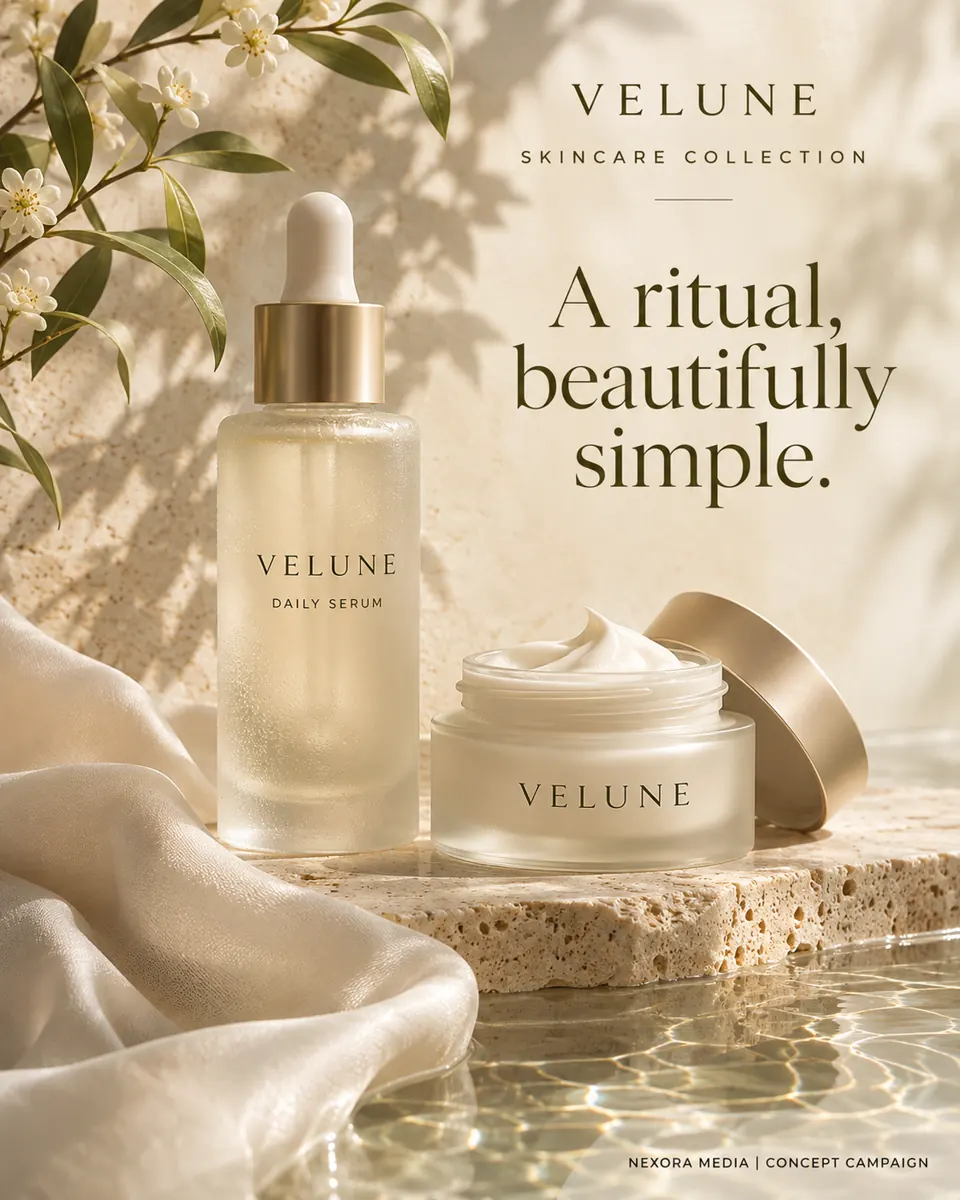 VELUNE
SKINCARE COLLECTION
A ritual,
beautifully
simple.
VELUNE
DAILY SERUM
VELUNE
NEXORA MEDIA | CONCEPT CAMPAIGN